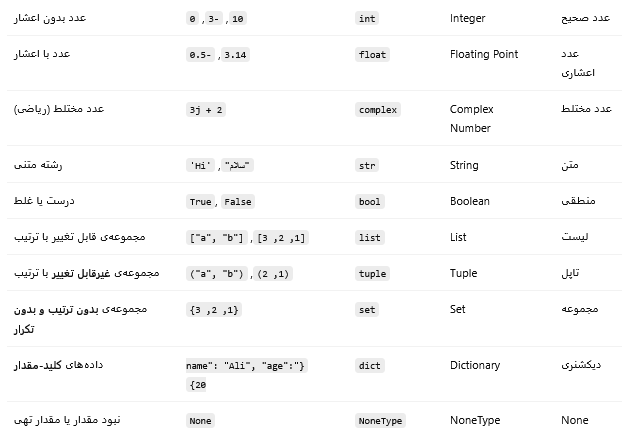 عدد صحیح Integer int 10, -3, 0 عدد بدون اعشار
عدد اعشاری Floating Point float 3.14, -0.5 عدد با اعشار
عدد مختلط Complex Number complex 2 + 3j عدد مختلط (ریاضی)
متن String str "سلام", 'Hi' رشته متنی
منطقی Boolean bool True, False درست یا غلط
لیست List list [1, 2, 3], ["a", "b"] مجموعه‌ی قابل تغییر با ترتیب
تاپل Tuple tuple (1, 2), ("a", "b") مجموعه‌ی غیرقابل تغییر با ترتیب
مجموعه Set set {1, 2, 3} مجموعه‌ی بدون ترتیب و بدون تکرار
دیکشنری Dictionary dict {"name": "Ali", "age": 20} داده‌های کلید-مقدار
None NoneType NoneType None نبود مقدار یا مقدار تهی